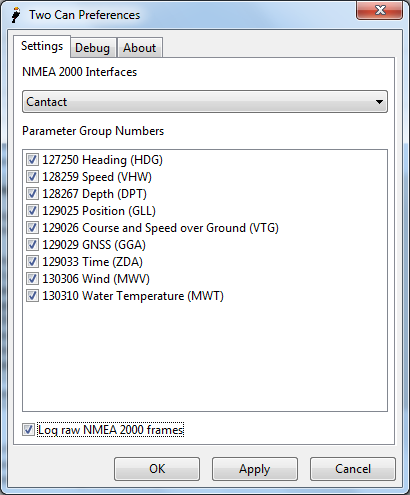 Two Can Preferences
Settings Debug About
NMEA 2000 Interfaces
Cantact
Parameter Group Numbers
127250 Heading (HDG)
128259 Speed (VHW)
128267 Depth (DPT)
129025 Position (GLL)
129026 Course and Speed over Ground (VTG)
129029 GNSS (GGA)
129033 Time (ZDA)
130306 Wind (MWV)
130310 Water Temperature (MWT)
Log raw NMEA 2000 frames
OK Apply Cancel